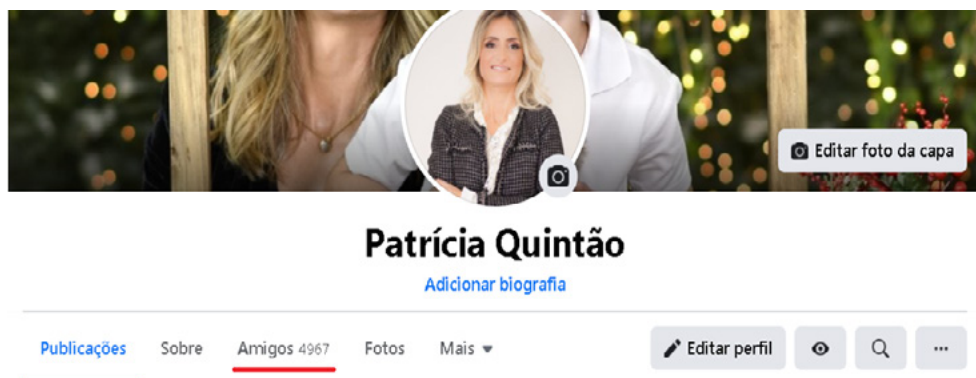 Editar foto da capa
Patrícia Quintão
Adicionar biografia
Publicações Sobre Amigos 4967 Fotos Mais Editar perfil